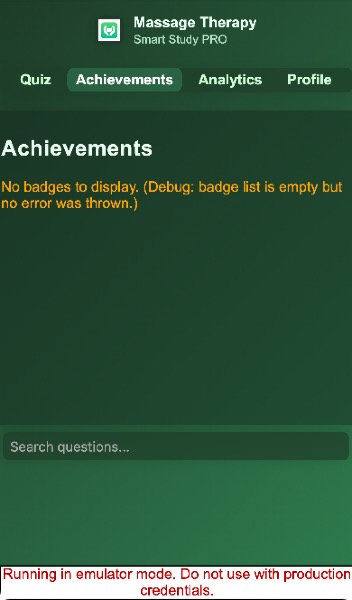 Massage Therapy
Smart Study PRO
Quiz
Achievements
Analytics
Profile
Achievements
No badges to display. (Debug: badge list is empty but
no error was thrown.)
Search questions...
Running in emulator mode. Do not use with production
credentials.